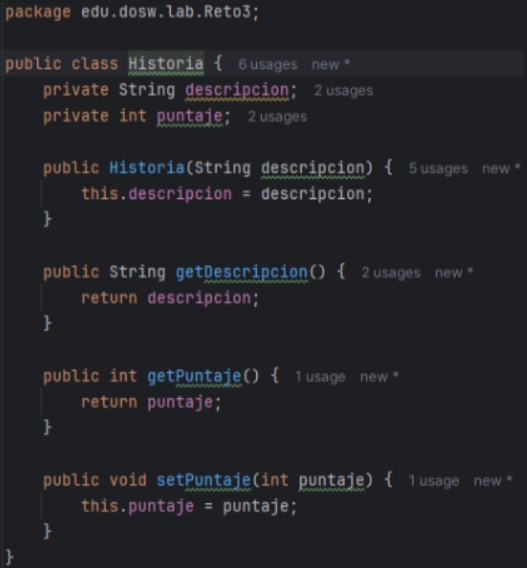 package edu.dosw.lab.Reto3;
public class Historia { 6 usages new *
private String descripcion; 2 usages
private int puntaje; 2 usages
public Historia(String descripcion) { 5 usages new *
this.descripcion = descripcion;
}
public String getDescripcion() { 2 usages new *
return descripcion;
}
public int getPuntaje() { 1 usage new *
return puntaje;
}
public void setPuntaje(int puntaje) { 1 usage new *
this.puntaje = puntaje;
}
}